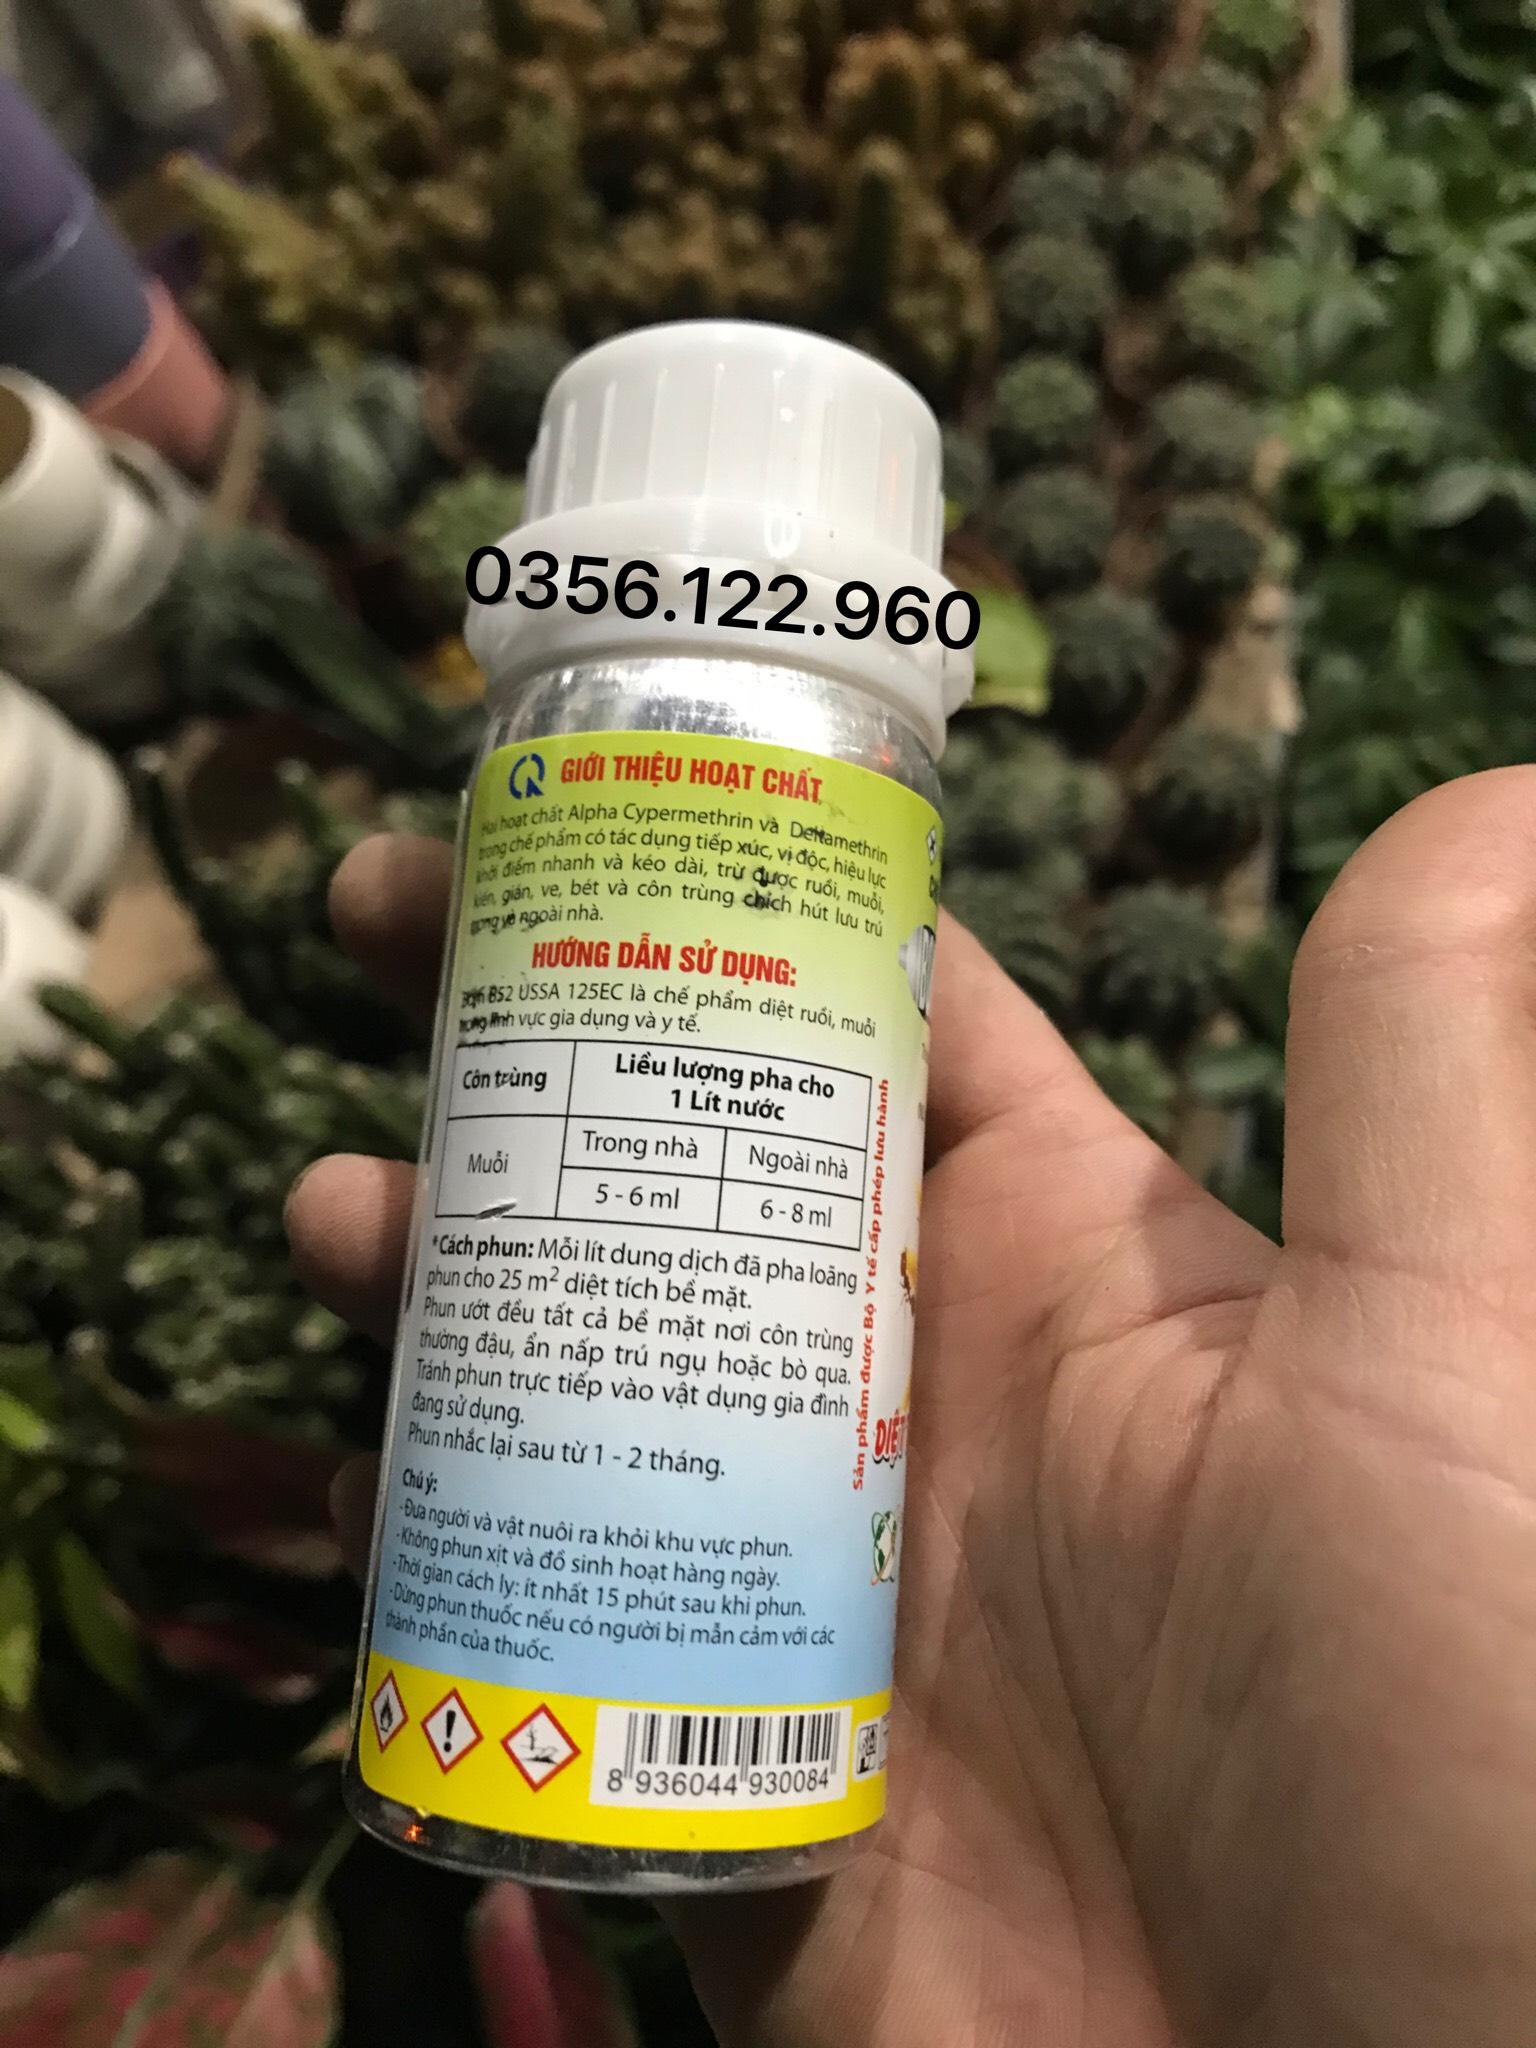 0356.122.960
GIỚI THIỆU HOẠT CHẤT
Hai hoạt chất Alpha Cypermethrin và Deltamethrin
trong chế phẩm có tác dụng tiếp xúc, vị độc, hiệu lực
khởi điểm nhanh và kéo dài, trừ được ruồi, muỗi,
kiến, gián, ve, bét và côn trùng chích hút lưu trú
trong và ngoài nhà.
HƯỚNG DẪN SỬ DỤNG:
B52 USSA 125EC là chế phẩm diệt ruồi, muỗi
trong lĩnh vực gia dụng và y tế.
Côn trùng
Liều lượng pha cho
1 Lít nước
Muỗi
Trong nhà
Ngoài nhà
5 - 6 ml
6 - 8 ml
*Cách phun: Mỗi lít dung dịch đã pha loãng
phun cho 25 m² diệt tích bề mặt.
Phun ướt đều tất cả bề mặt nơi côn trùng
thường đậu, ẩn nấp trú ngụ hoặc bò qua.
Tránh phun trực tiếp vào vật dụng gia đình
đang sử dụng.
Phun nhắc lại sau từ 1 - 2 tháng.
Chú ý:
-Đưa người và vật nuôi ra khỏi khu vực phun.
-Không phun xịt và đồ sinh hoạt hàng ngày.
-Thời gian cách ly: ít nhất 15 phút sau khi phun.
-Dừng phun thuốc nếu có người bị mẫn cảm với các
thành phần của thuốc.
8 936044 930084
Sản phẩm được Bộ Y tế cấp phép lưu hành
DIỆT